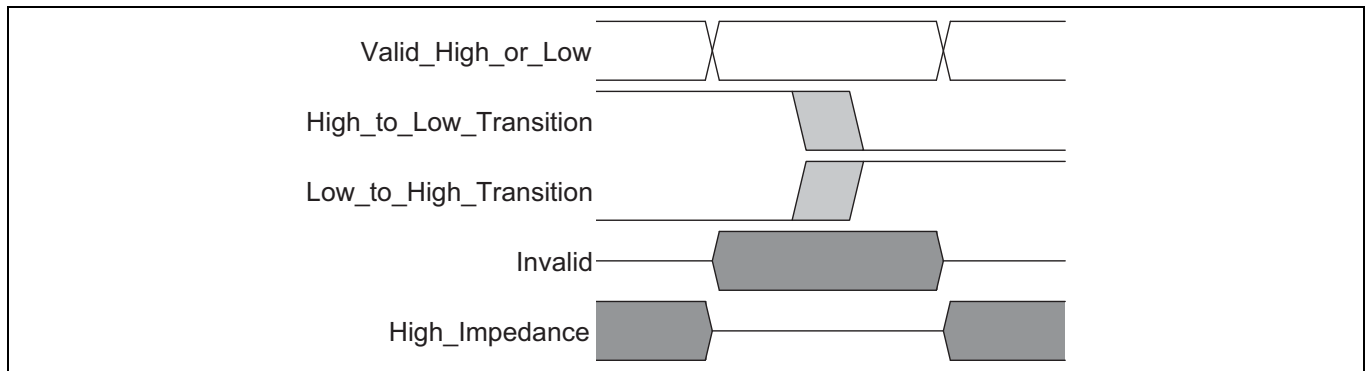 Valid_High_or_Low
High_to_Low_Transition
Low_to_High_Transition
Invalid
High_Impedance